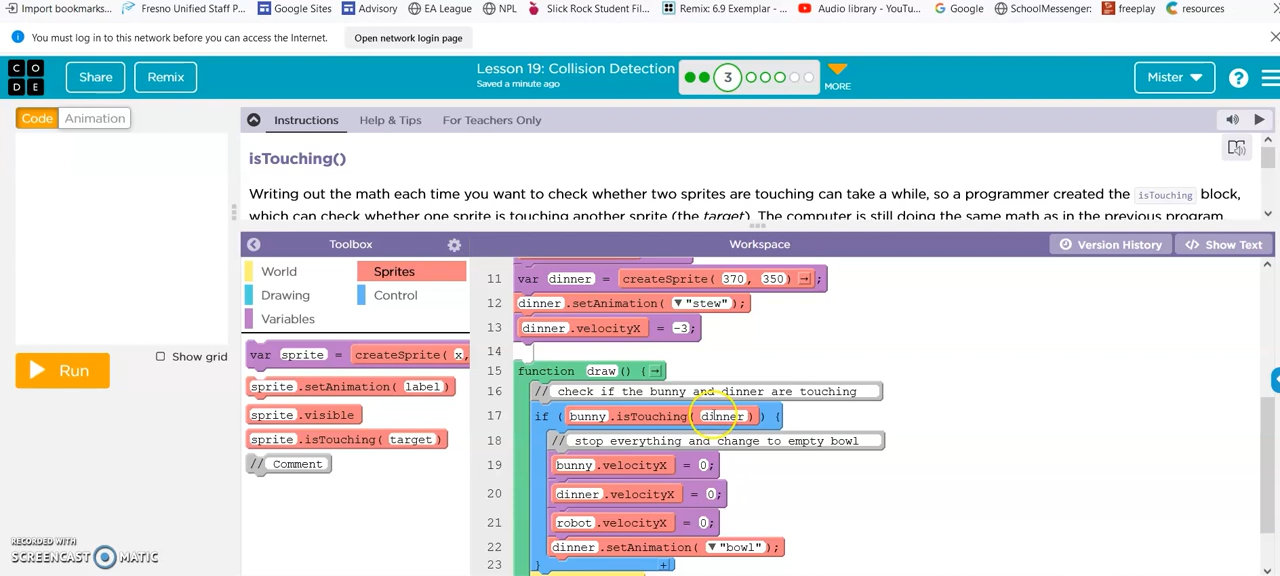 Import bookmarks... Fresno Unified Staff P... Google Sites Advisory EA League NPL Slick Rock Student Fil... Remix: 6.9 Exemplar - ... Audio library - YouTu... Google SchoolMessenger: freeplay resources
You must log in to this network before you can access the Internet. Open network login page
C O
D E
Share Remix
Lesson 19: Collision Detection
Saved a minute ago
3
MORE
Mister
?
Code Animation
Instructions Help & Tips For Teachers Only
isTouching()
Writing out the math each time you want to check whether two sprites are touching can take a while, so a programmer created the isTouching block,
which can check whether one sprite is touching another sprite (the target). The computer is still doing the same math as in the previous program
Toolbox Workspace Version History </> Show Text
World Sprites
Drawing Control
Variables
var sprite = createSprite( x,
sprite.setAnimation( label)
sprite.visible
sprite.isTouching( target)
// Comment
Run Show grid
11 var dinner = createSprite( 370, 350) ;
12 dinner.setAnimation( "stew");
13 dinner.velocityX = -3;
14
15 function draw() {
16 // check if the bunny and dinner are touching
17 if ( bunny.isTouching( dinner) ) {
18 // stop everything and change to empty bowl
19 bunny.velocityX = 0;
20 dinner.velocityX = 0;
21 robot.velocityX = 0;
22 dinner.setAnimation( "bowl");
23 } +
RECORDED WITH
SCREENCAST MATIC